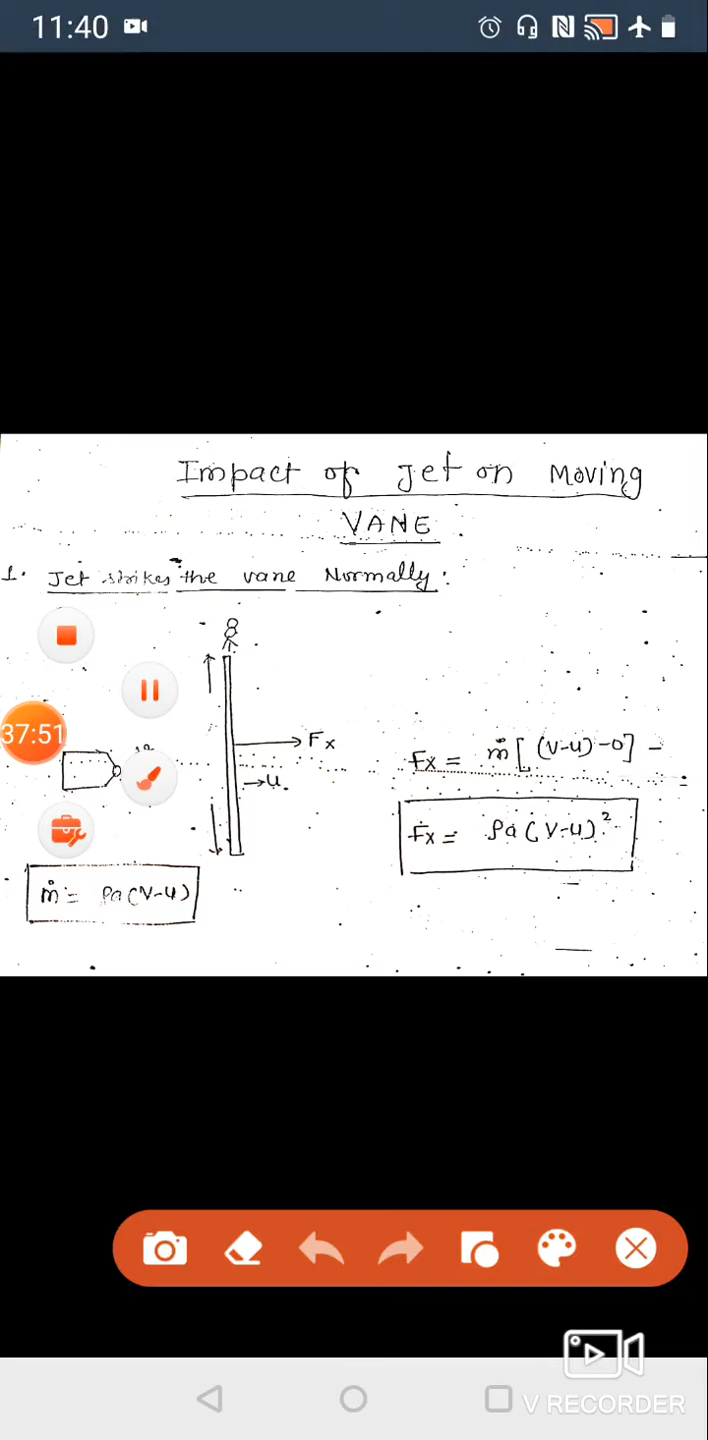 11:40
Impact of Jet on Moving
VANE
1. Jet strikes the vane Normally:
Fx
u.
37:51
Fx = ṁ[(V-u)-0]
Fx = ρa(V-u)²
ṁ = ρa(V-u)
V RECORDER